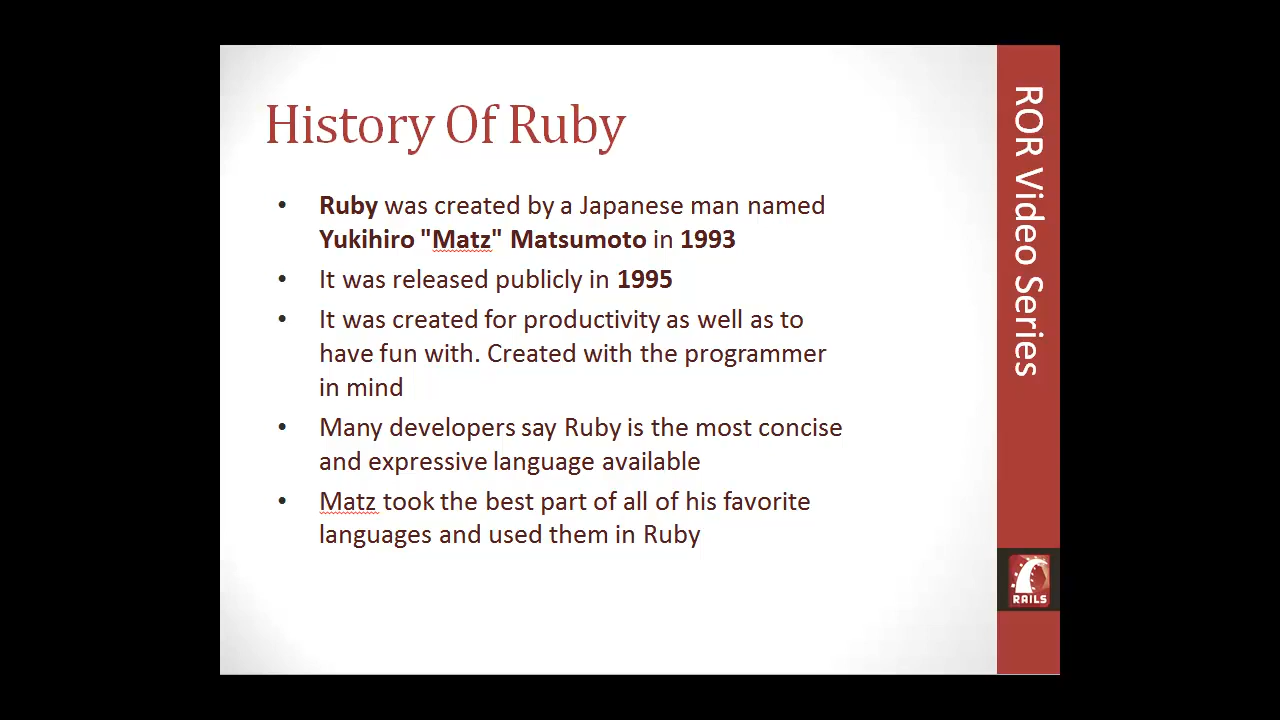 History Of Ruby
• Ruby was created by a Japanese man named
Yukihiro "Matz" Matsumoto in 1993
• It was released publicly in 1995
• It was created for productivity as well as to
have fun with. Created with the programmer
in mind
• Many developers say Ruby is the most concise
and expressive language available
• Matz took the best part of all of his favorite
languages and used them in Ruby
ROR Video Series
RAILS